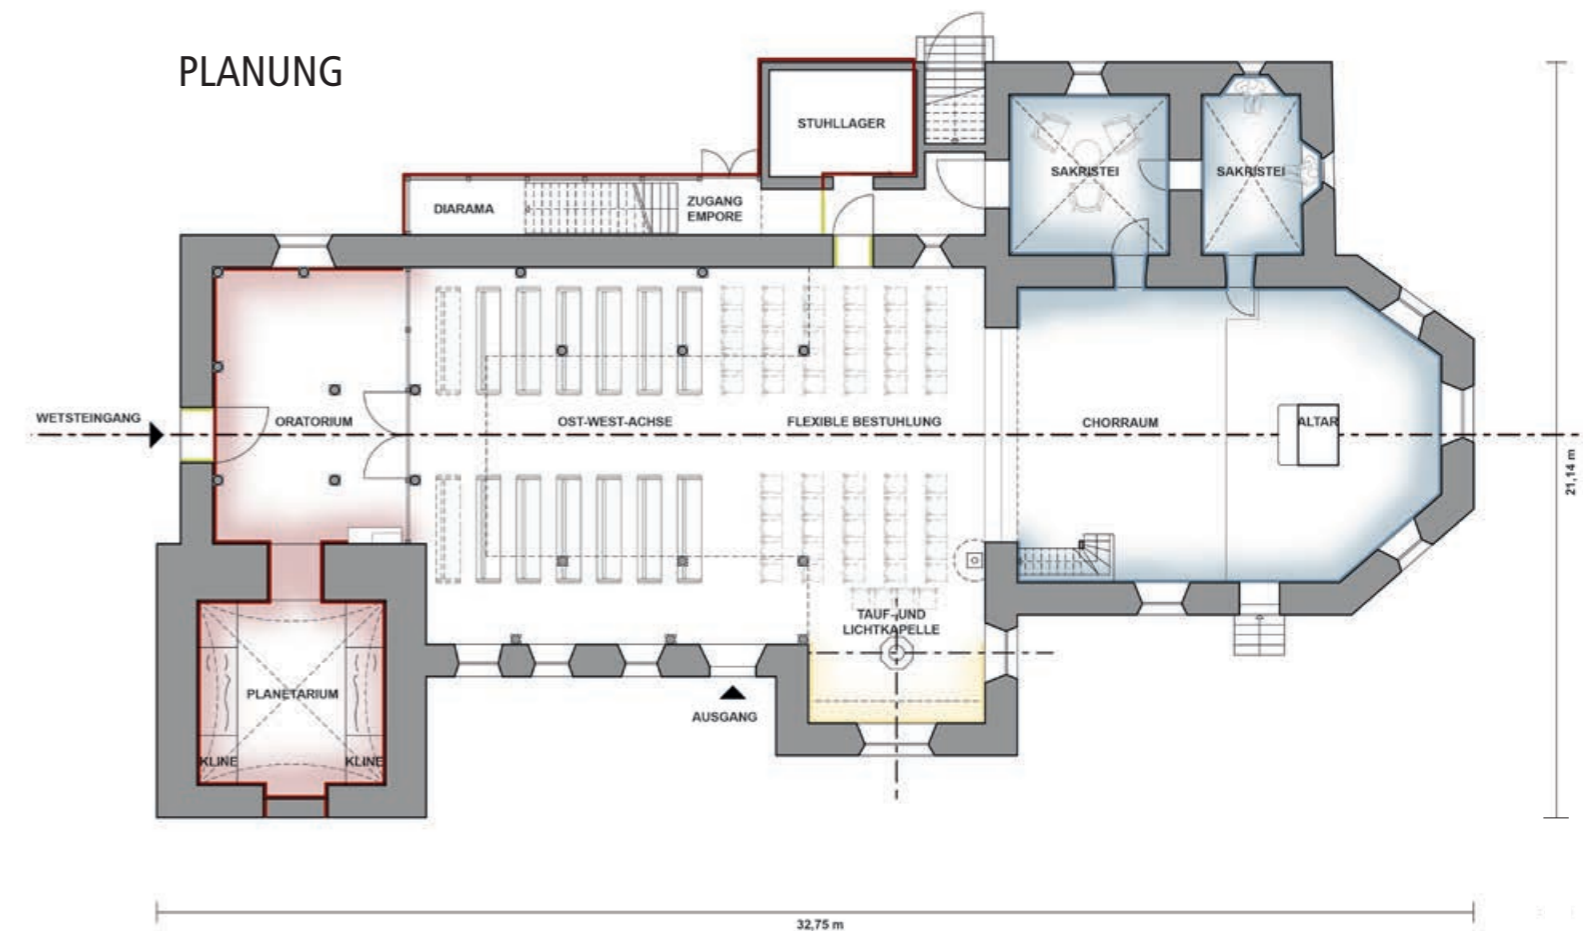 PLANUNG
STUHLLAGER
SAKRISTEI
SAKRISTEI
DIARAMA
ZUGANG
EMPORE
WETSTEINGANG
ORATORIUM
OST-WEST-ACHSE
FLEXIBLE BESTUHLUNG
CHORRAUM
ALTAR
21,14 m
TAUF-UND
LICHTKAPELLE
PLANETARIUM
AUSGANG
KLINE
KLINE
32,75 m